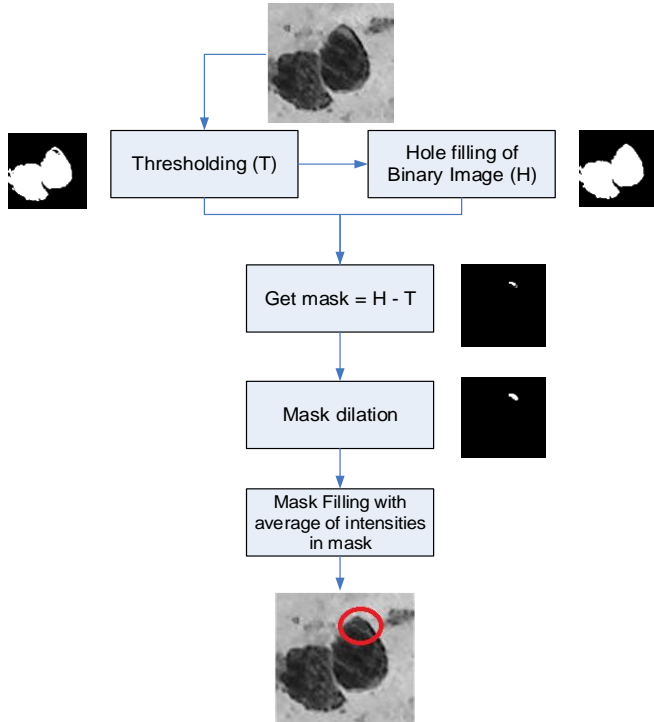 Thresholding (T)
Hole filling of
Binary Image (H)
Get mask = H - T
Mask dilation
Mask Filling with
average of intensities
in mask